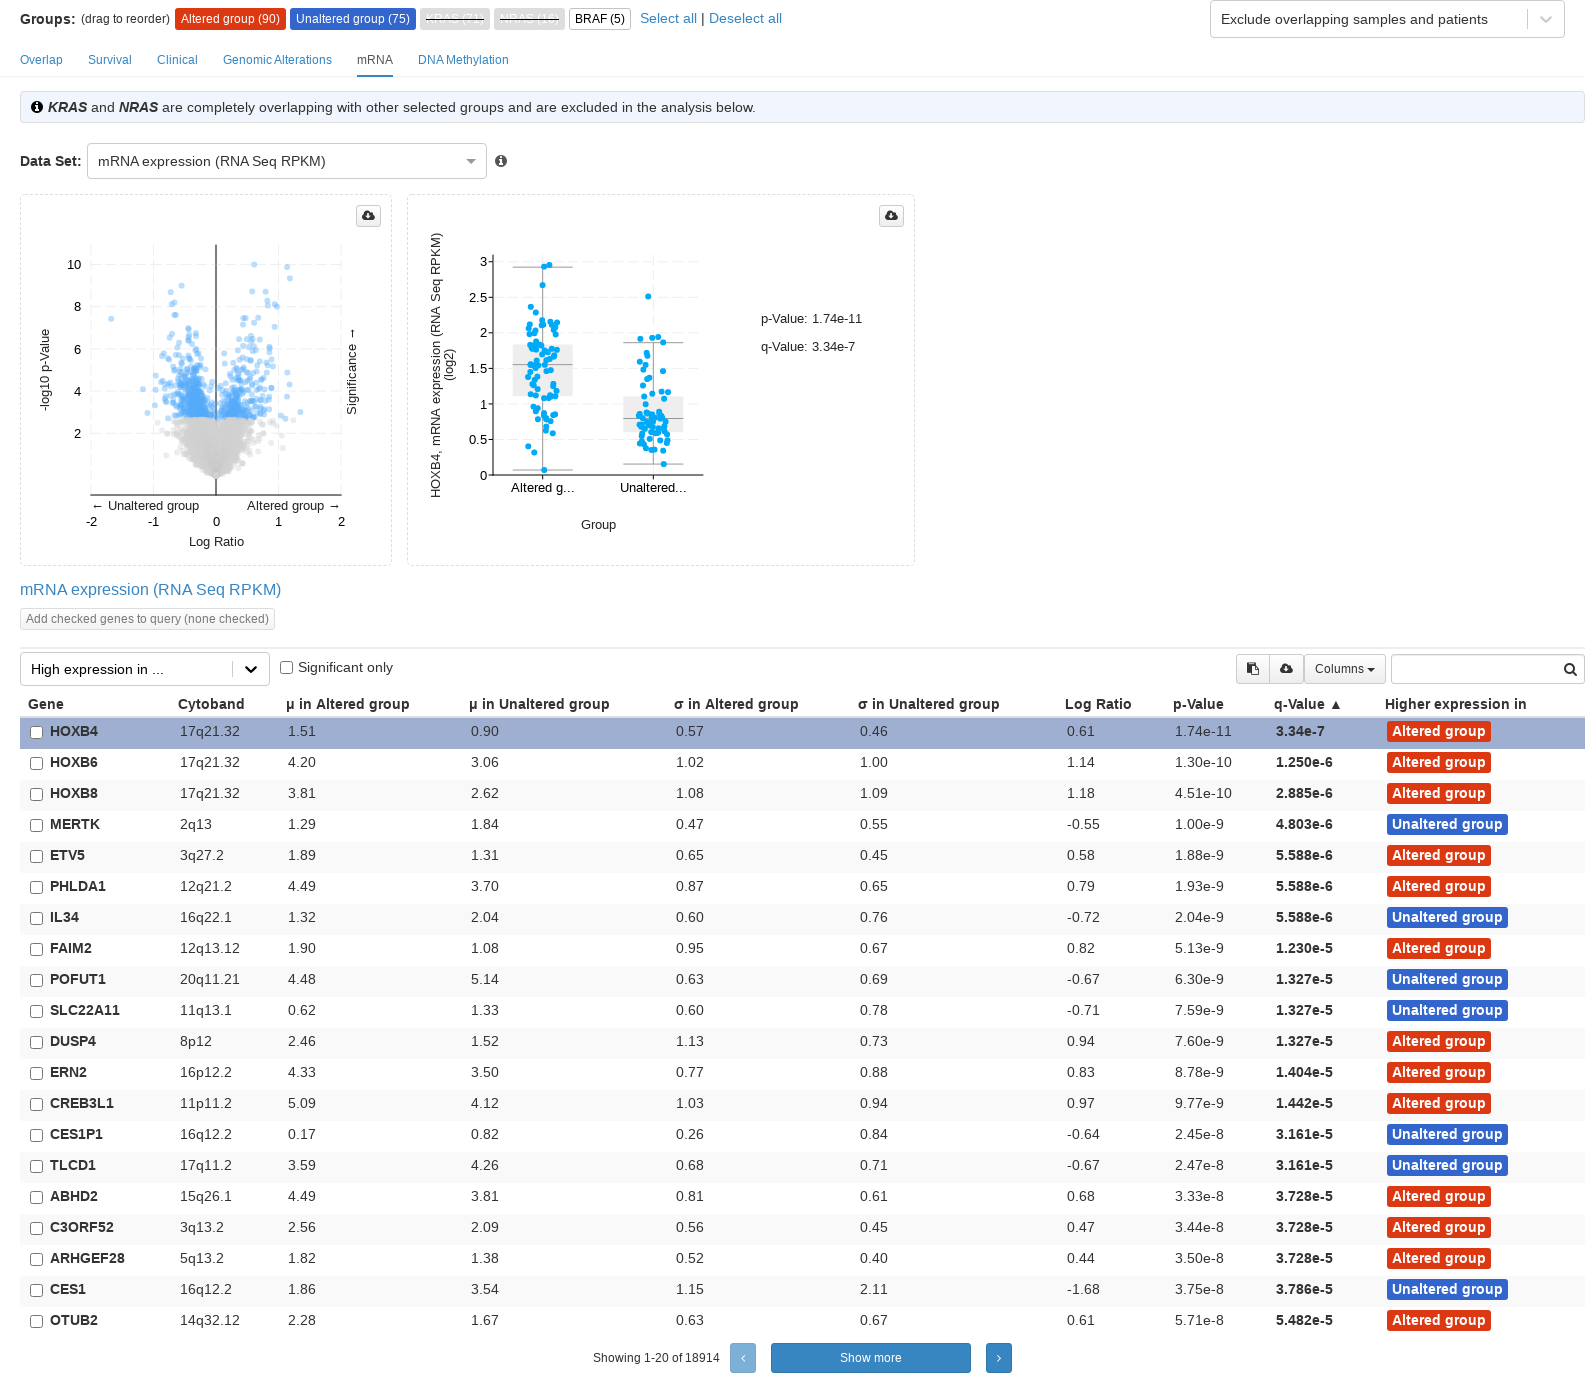 Groups: (drag to reorder) Altered group (90) Unaltered group (75) KRAS (71) NRAS (19) BRAF (5) Select all | Deselect all Exclude overlapping samples and patients
Overlap Survival Clinical Genomic Alterations mRNA DNA Methylation
KRAS and NRAS are completely overlapping with other selected groups and are excluded in the analysis below.
Data Set: mRNA expression (RNA Seq RPKM)
-log10 p-Value
10
8
6
4
2
Significance →
← Unaltered group Altered group →
-2 -1 0 1 2
Log Ratio
HOXB4, mRNA expression (RNA Seq RPKM)
(log2)
3
2.5
2
1.5
1
0.5
0
Altered g... Unaltered...
Group
p-Value: 1.74e-11
q-Value: 3.34e-7
mRNA expression (RNA Seq RPKM)
Add checked genes to query (none checked)
High expression in ... Significant only Columns
Gene Cytoband μ in Altered group μ in Unaltered group σ in Altered group σ in Unaltered group Log Ratio p-Value q-Value ▲ Higher expression in
HOXB4 17q21.32 1.51 0.90 0.57 0.46 0.61 1.74e-11 3.34e-7 Altered group
HOXB6 17q21.32 4.20 3.06 1.02 1.00 1.14 1.30e-10 1.250e-6 Altered group
HOXB8 17q21.32 3.81 2.62 1.08 1.09 1.18 4.51e-10 2.885e-6 Altered group
MERTK 2q13 1.29 1.84 0.47 0.55 -0.55 1.00e-9 4.803e-6 Unaltered group
ETV5 3q27.2 1.89 1.31 0.65 0.45 0.58 1.88e-9 5.588e-6 Altered group
PHLDA1 12q21.2 4.49 3.70 0.87 0.65 0.79 1.93e-9 5.588e-6 Altered group
IL34 16q22.1 1.32 2.04 0.60 0.76 -0.72 2.04e-9 5.588e-6 Unaltered group
FAIM2 12q13.12 1.90 1.08 0.95 0.67 0.82 5.13e-9 1.230e-5 Altered group
POFUT1 20q11.21 4.48 5.14 0.63 0.69 -0.67 6.30e-9 1.327e-5 Unaltered group
SLC22A11 11q13.1 0.62 1.33 0.60 0.78 -0.71 7.59e-9 1.327e-5 Unaltered group
DUSP4 8p12 2.46 1.52 1.13 0.73 0.94 7.60e-9 1.327e-5 Altered group
ERN2 16p12.2 4.33 3.50 0.77 0.88 0.83 8.78e-9 1.404e-5 Altered group
CREB3L1 11p11.2 5.09 4.12 1.03 0.94 0.97 9.77e-9 1.442e-5 Altered group
CES1P1 16q12.2 0.17 0.82 0.26 0.84 -0.64 2.45e-8 3.161e-5 Unaltered group
TLCD1 17q11.2 3.59 4.26 0.68 0.71 -0.67 2.47e-8 3.161e-5 Unaltered group
ABHD2 15q26.1 4.49 3.81 0.81 0.61 0.68 3.33e-8 3.728e-5 Altered group
C3ORF52 3q13.2 2.56 2.09 0.56 0.45 0.47 3.44e-8 3.728e-5 Altered group
ARHGEF28 5q13.2 1.82 1.38 0.52 0.40 0.44 3.50e-8 3.728e-5 Altered group
CES1 16q12.2 1.86 3.54 1.15 2.11 -1.68 3.75e-8 3.786e-5 Unaltered group
OTUB2 14q32.12 2.28 1.67 0.63 0.67 0.61 5.71e-8 5.482e-5 Altered group
Showing 1-20 of 18914 ‹ Show more ›